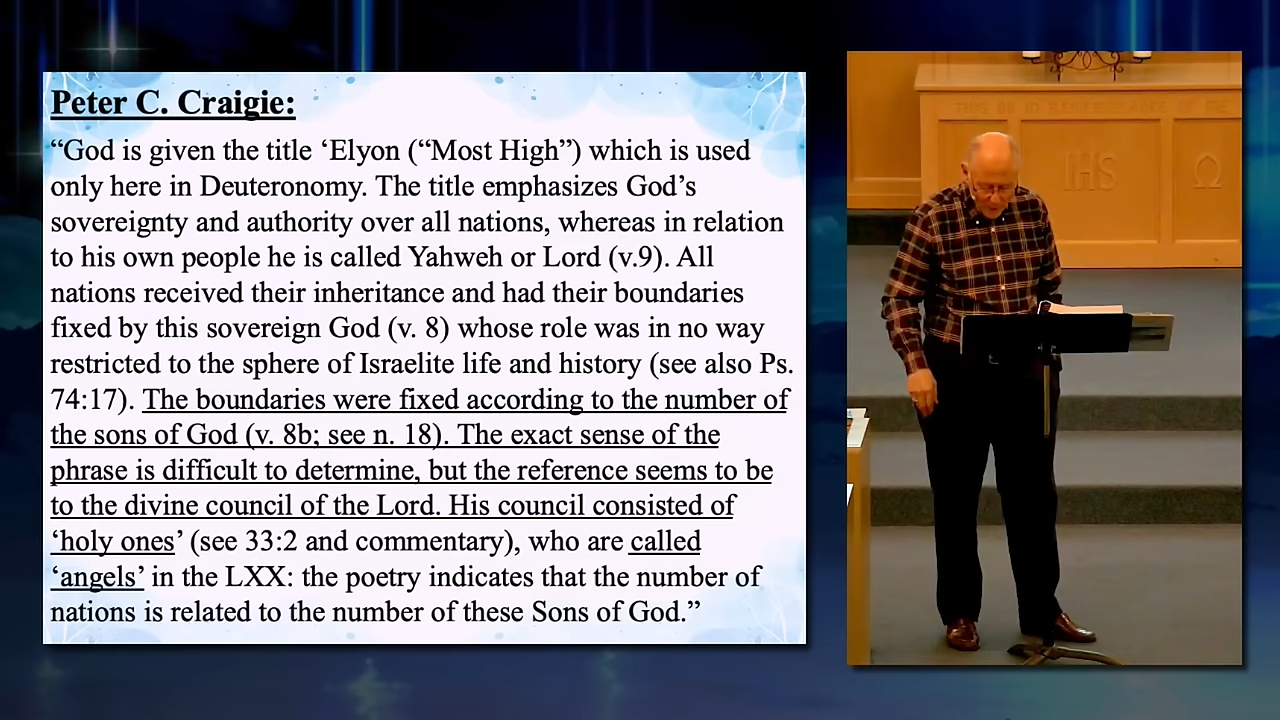 Peter C. Craigie:
“God is given the title ‘Elyon (“Most High”) which is used
only here in Deuteronomy. The title emphasizes God’s
sovereignty and authority over all nations, whereas in relation
to his own people he is called Yahweh or Lord (v.9). All
nations received their inheritance and had their boundaries
fixed by this sovereign God (v. 8) whose role was in no way
restricted to the sphere of Israelite life and history (see also Ps.
74:17). The boundaries were fixed according to the number of
the sons of God (v. 8b; see n. 18). The exact sense of the
phrase is difficult to determine, but the reference seems to be
to the divine council of the Lord. His council consisted of
‘holy ones’ (see 33:2 and commentary), who are called
‘angels’ in the LXX: the poetry indicates that the number of
nations is related to the number of these Sons of God.”
THIS DO IN REMEMBRANCE OF ME
IHS
Ω